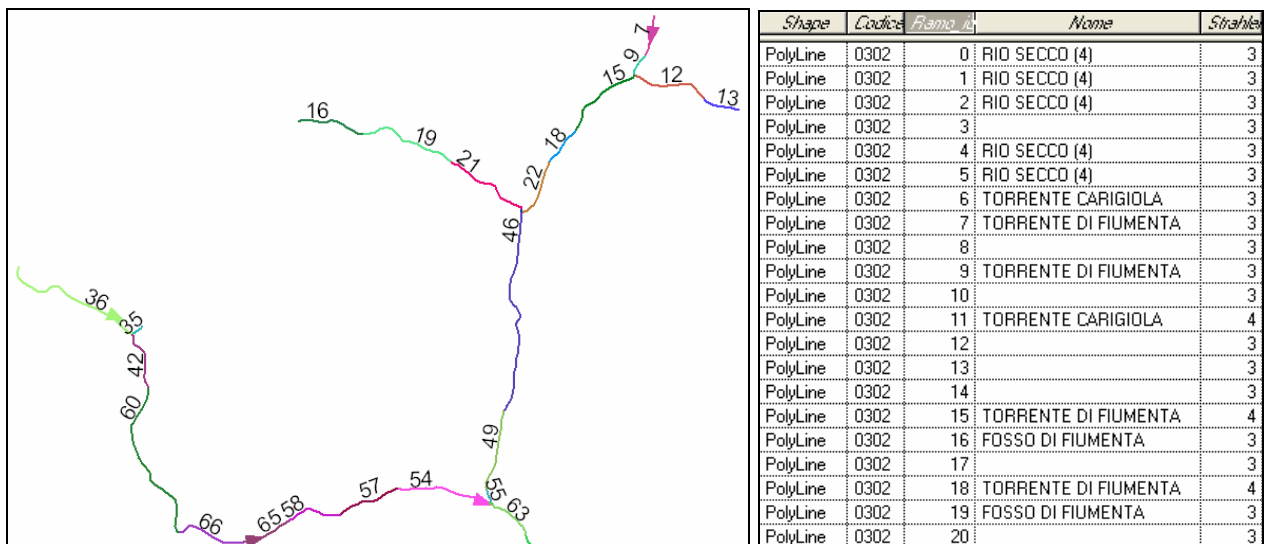 7
9
15
12
13
16
19
18
21
22
46
36
35
42
60
49
54
55
57
63
58
65
66
Shape Codice Ramo_id Nome Strahler
PolyLine 0302 0 RIO SECCO (4) 3
PolyLine 0302 1 RIO SECCO (4) 3
PolyLine 0302 2 RIO SECCO (4) 3
PolyLine 0302 3 3
PolyLine 0302 4 RIO SECCO (4) 3
PolyLine 0302 5 RIO SECCO (4) 3
PolyLine 0302 6 TORRENTE CARIGIOLA 3
PolyLine 0302 7 TORRENTE DI FIUMENTA 3
PolyLine 0302 8 3
PolyLine 0302 9 TORRENTE DI FIUMENTA 3
PolyLine 0302 10 3
PolyLine 0302 11 TORRENTE CARIGIOLA 4
PolyLine 0302 12 3
PolyLine 0302 13 3
PolyLine 0302 14 3
PolyLine 0302 15 TORRENTE DI FIUMENTA 4
PolyLine 0302 16 FOSSO DI FIUMENTA 3
PolyLine 0302 17 3
PolyLine 0302 18 TORRENTE DI FIUMENTA 4
PolyLine 0302 19 FOSSO DI FIUMENTA 3
PolyLine 0302 20 3